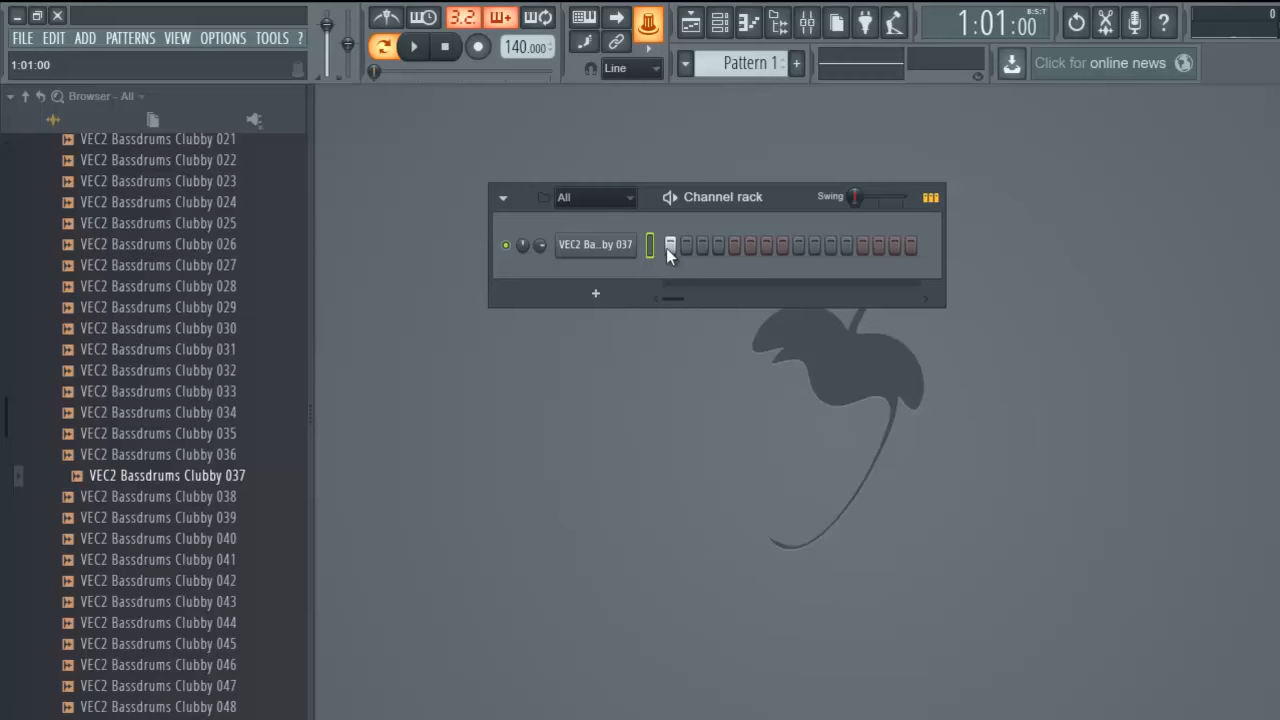 FILE EDIT ADD PATTERNS VIEW OPTIONS TOOLS ?
1:01:00
3.2.
140.000
Line
Pattern 1
1:01:00
B:S:T
0
Click for online news
Browser - All
VEC2 Bassdrums Clubby 021
VEC2 Bassdrums Clubby 022
VEC2 Bassdrums Clubby 023
VEC2 Bassdrums Clubby 024
VEC2 Bassdrums Clubby 025
VEC2 Bassdrums Clubby 026
VEC2 Bassdrums Clubby 027
VEC2 Bassdrums Clubby 028
VEC2 Bassdrums Clubby 029
VEC2 Bassdrums Clubby 030
VEC2 Bassdrums Clubby 031
VEC2 Bassdrums Clubby 032
VEC2 Bassdrums Clubby 033
VEC2 Bassdrums Clubby 034
VEC2 Bassdrums Clubby 035
VEC2 Bassdrums Clubby 036
VEC2 Bassdrums Clubby 037
VEC2 Bassdrums Clubby 038
VEC2 Bassdrums Clubby 039
VEC2 Bassdrums Clubby 040
VEC2 Bassdrums Clubby 041
VEC2 Bassdrums Clubby 042
VEC2 Bassdrums Clubby 043
VEC2 Bassdrums Clubby 044
VEC2 Bassdrums Clubby 045
VEC2 Bassdrums Clubby 046
VEC2 Bassdrums Clubby 047
VEC2 Bassdrums Clubby 048
All
Channel rack
Swing
VEC2 Ba..by 037